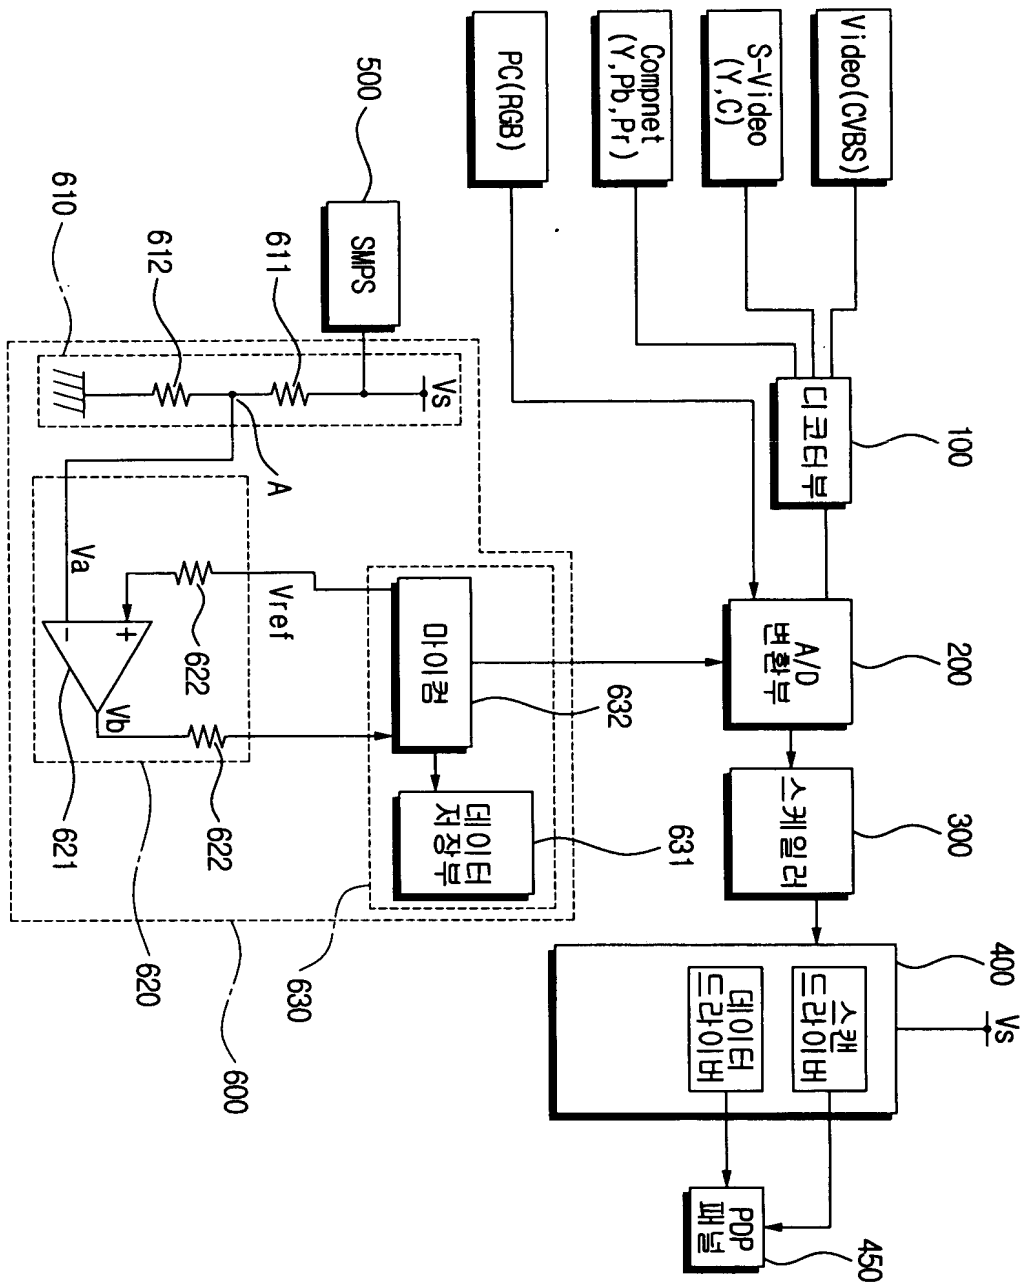 Video(CVBS)
S-Video
(Y,C)
Compnet
(Y,Pb,Pr)
PC(RGB)
디코터부
100
A/D
변환부
200
스케일러
300
400
Vs
스캔
드라이버
데이터
드라이버
PDP
패널
450
500
SMPS
610
612
611
Vs
A
Va
Vref
622
+
-
Vb
622
621
620
마이컴
632
데이터
저장부
631
630
600